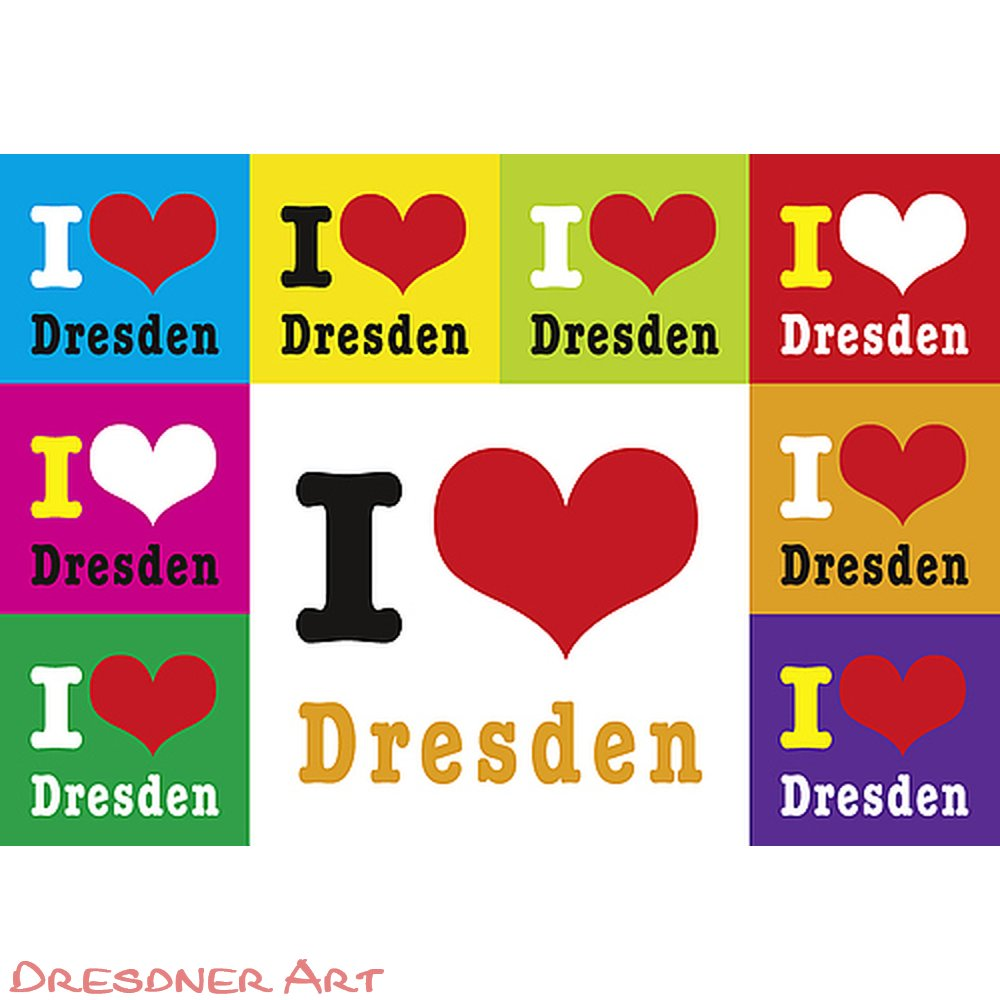 I ♥
Dresden
I ♥
Dresden
I ♥
Dresden
I ♥
Dresden
I ♥
Dresden
I ♥
Dresden
I ♥
Dresden
I ♥
Dresden
I ♥
Dresden
DRESDNER ART